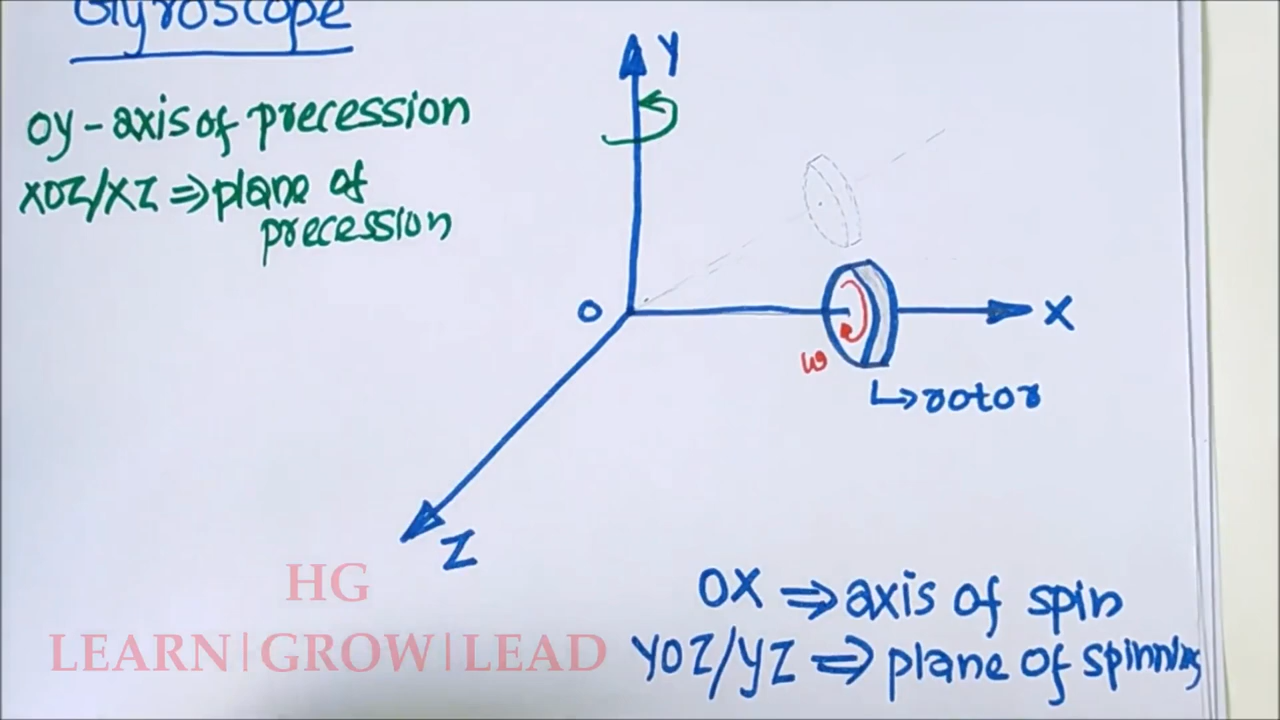 Gyroscope
OY - axis of precession
XOZ/XZ ⇒ plane of
precession
Y
O
X
ω
↳ rotor
Z
HG
LEARN|GROW|LEAD
OX ⇒ axis of spin
YOZ/YZ ⇒ plane of spinning